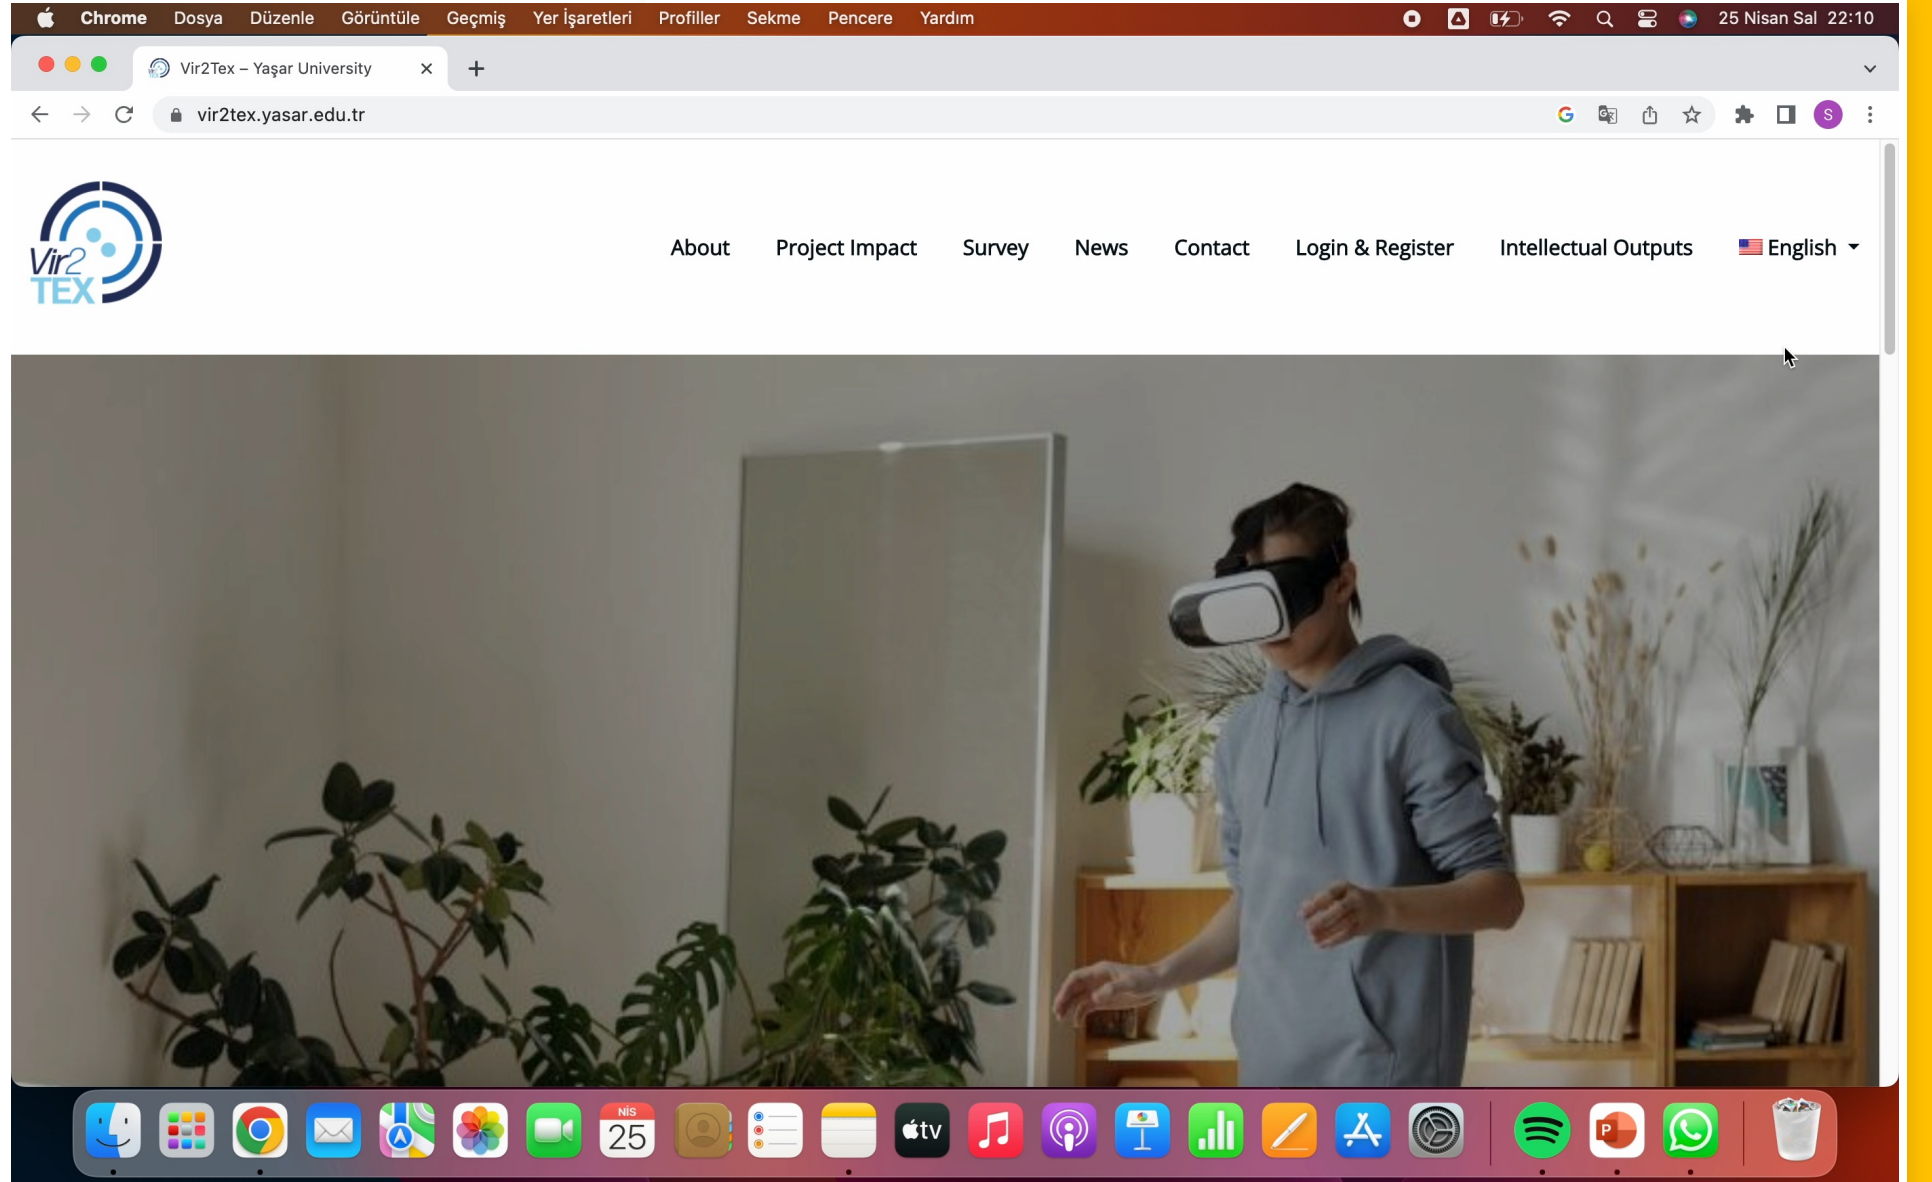 Chrome Dosya Düzenle Görüntüle Geçmiş Yer İşaretleri Profiller Sekme Pencere Yardım 25 Nisan Sal 22:10
Vir2Tex – Yaşar University
vir2tex.yasar.edu.tr S
Vir2
TEX
About Project Impact Survey News Contact Login & Register Intellectual Outputs English
NİS
25
tv
P